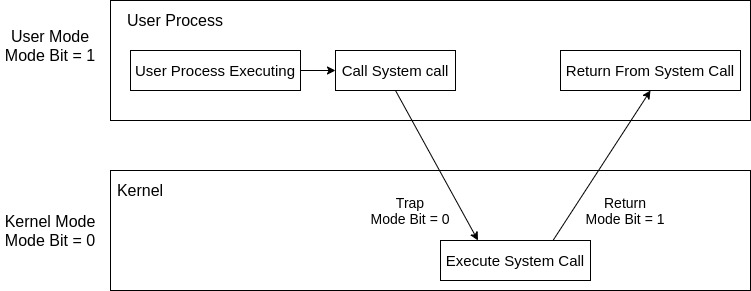 User Process
User Mode
Mode Bit = 1
User Process Executing
Call System call
Return From System Call
Kernel
Kernel Mode
Mode Bit = 0
Trap
Mode Bit = 0
Return
Mode Bit = 1
Execute System Call